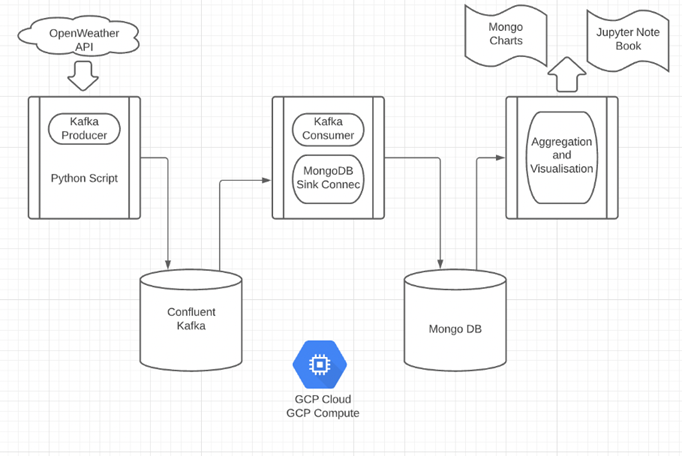 OpenWeather
API
Mongo
Charts
Jupyter Note
Book
Kafka
Producer
Python Script
Kafka
Consumer
MongoDB
Sink Connec
Aggregation
and
Visualisation
Confluent
Kafka
Mongo DB
GCP Cloud
GCP Compute